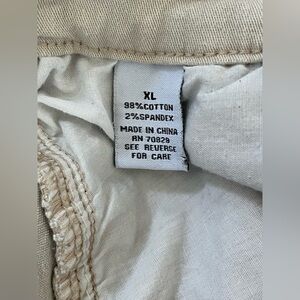 XL
98%COTTON
2%SPANDEX
MADE IN CHINA
RN 70829
SEE REVERSE
FOR CARE